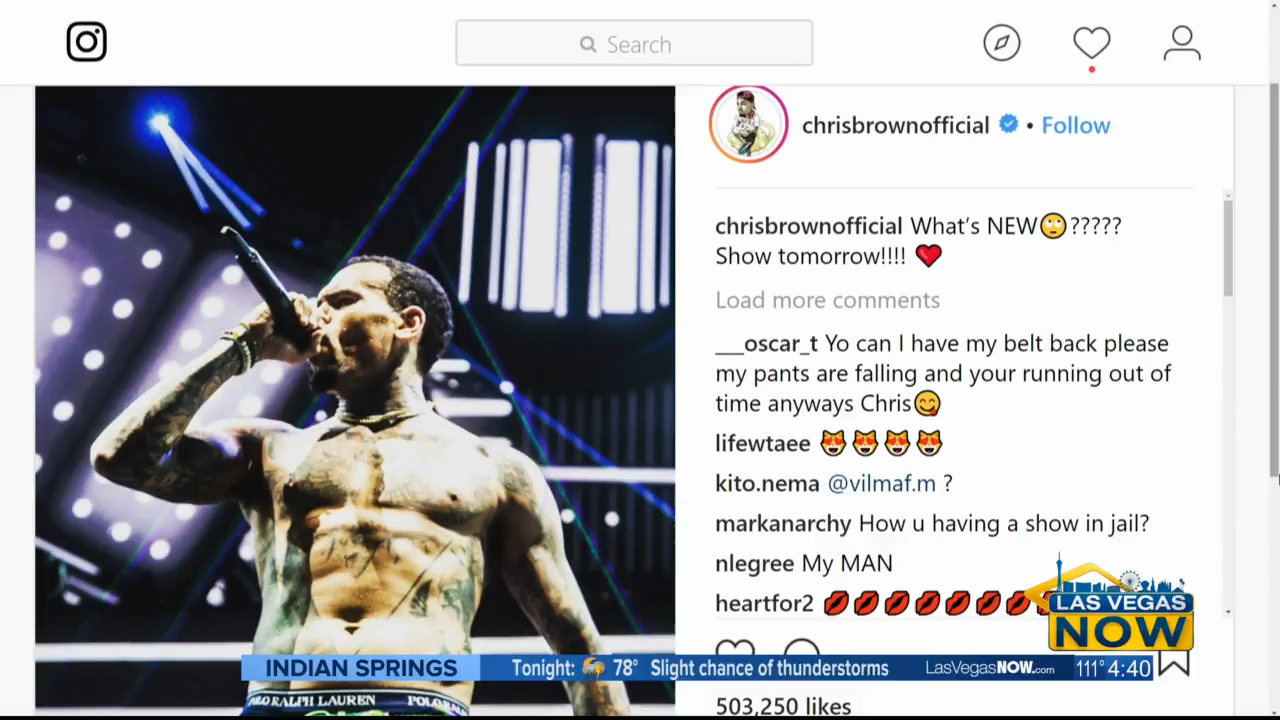 Search
chrisbrownofficial • Follow
chrisbrownofficial What's NEW🙄?????
Show tomorrow!!!! ❤️
Load more comments
___oscar_t Yo can I have my belt back please
my pants are falling and your running out of
time anyways Chris😋
lifewtaee 😻😻😻😻
kito.nema @vilmaf.m ?
markanarchy How u having a show in jail?
nlegree My MAN
heartfor2 💋💋💋💋💋💋💋
LAS VEGAS
NOW
INDIAN SPRINGS Tonight: 78° Slight chance of thunderstorms LasVegasNOW.com 111° 4:40
POLO RALPH LAUREN
503,250 likes